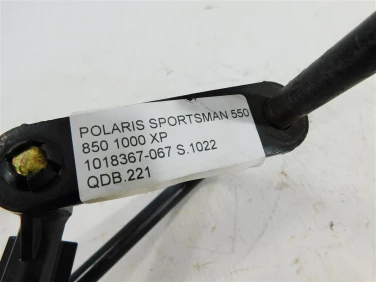 POLARIS SPORTSMAN 550
850 1000 XP
1018367-067 S.1022
QDB.221